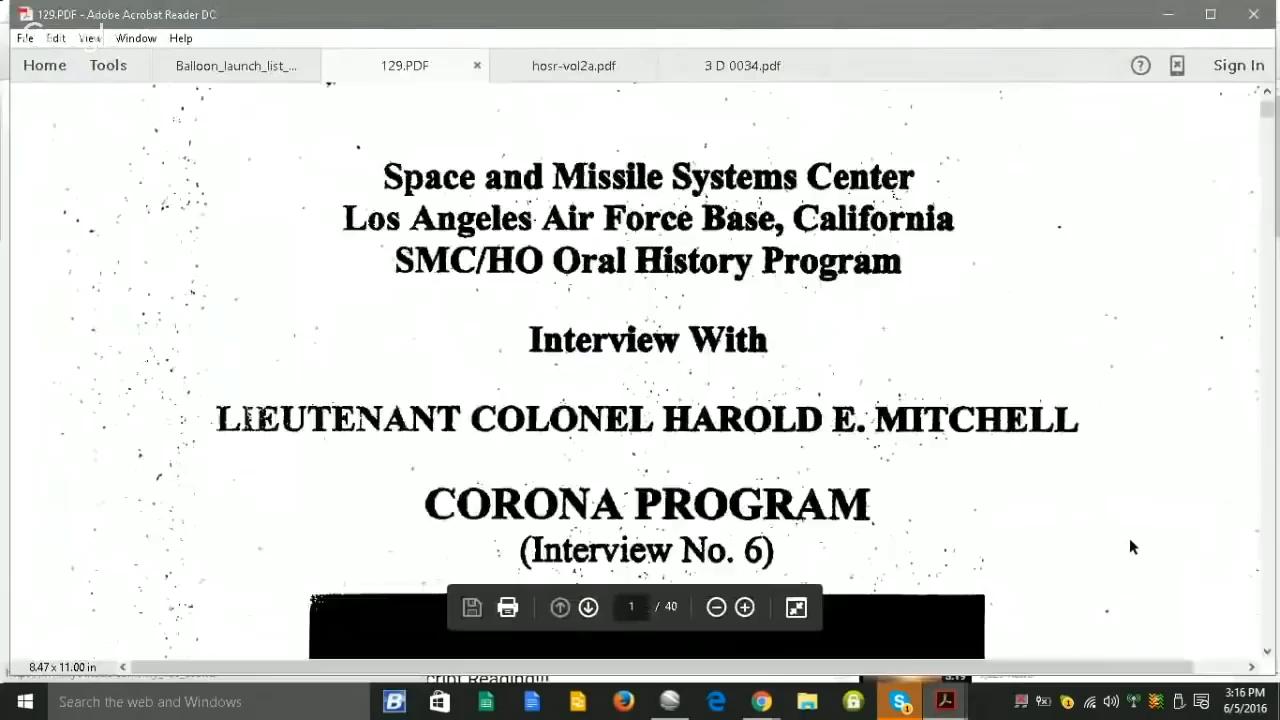 129.PDF - Adobe Acrobat Reader DC
File Edit View Window Help
Home Tools Balloon_launch_list_... 129.PDF × hosr-vol2a.pdf 3 D 0034.pdf Sign In
Space and Missile Systems Center
Los Angeles Air Force Base, California
SMC/HO Oral History Program
Interview With
LIEUTENANT COLONEL HAROLD E. MITCHELL
CORONA PROGRAM
(Interview No. 6)
1 / 40
8.47 x 11.00 in
cript Reading!!!
Search the web and Windows
3:16 PM
6/5/2016